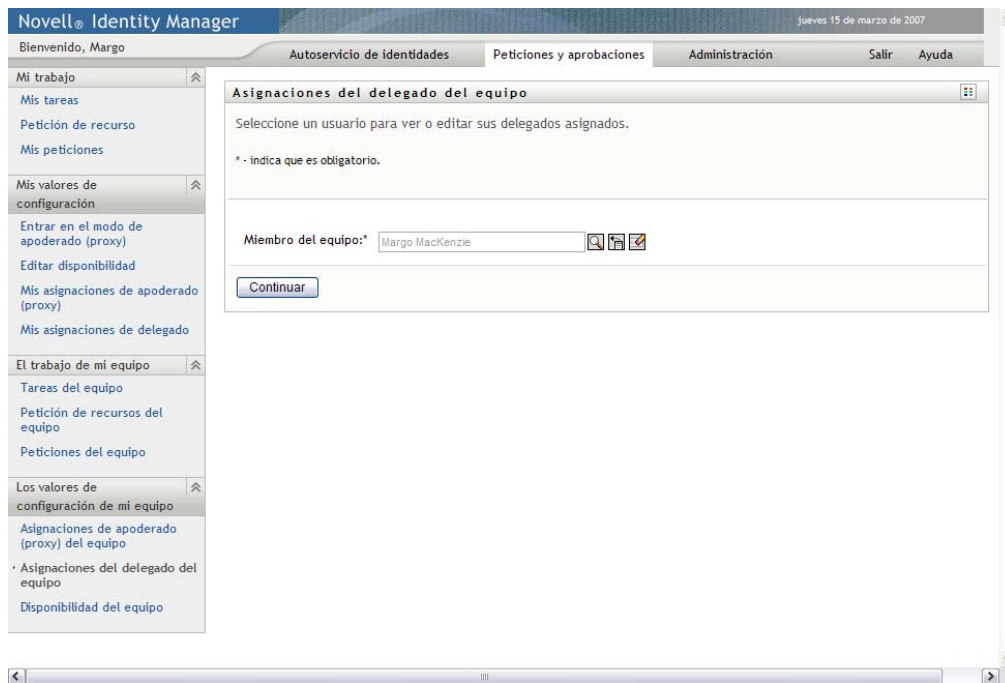 Novell® Identity Manager
jueves 15 de marzo de 2007
Bienvenido, Margo
Autoservicio de identidades
Peticiones y aprobaciones
Administración
Salir
Ayuda
Mi trabajo
Mis tareas
Petición de recurso
Mis peticiones
Mis valores de
configuración
Entrar en el modo de
apoderado (proxy)
Editar disponibilidad
Mis asignaciones de apoderado
(proxy)
Mis asignaciones de delegado
El trabajo de mi equipo
Tareas del equipo
Petición de recursos del
equipo
Peticiones del equipo
Los valores de
configuración de mi equipo
Asignaciones de apoderado
(proxy) del equipo
Asignaciones del delegado del
equipo
Disponibilidad del equipo
Asignaciones del delegado del equipo
Seleccione un usuario para ver o editar sus delegados asignados.
* - indica que es obligatorio.
Miembro del equipo:* Margo MacKenzie
Continuar